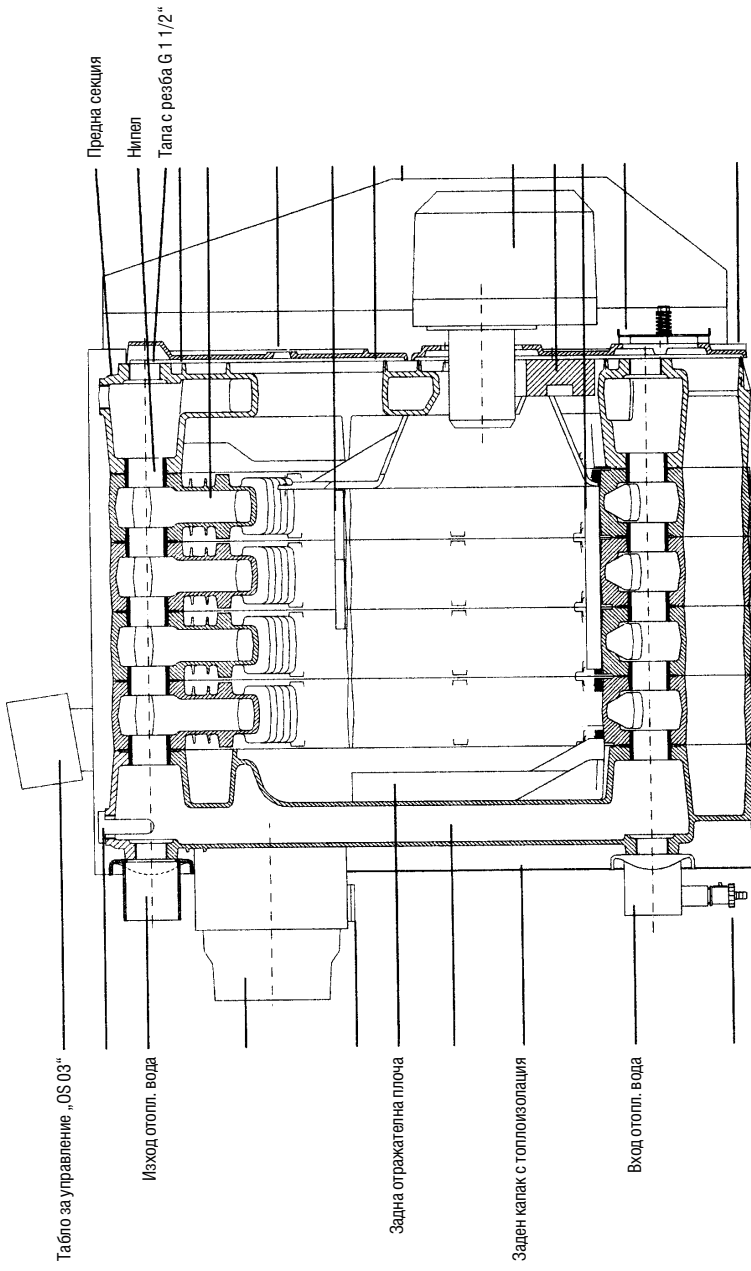 Предна секция
Нипел
Тапа с резба G 1 1/2“
Табло за управление „OS 03“
Изход отопл. вода
Задна отражателна плоча
Заден капак с топлоизолация
Вход отопл. вода